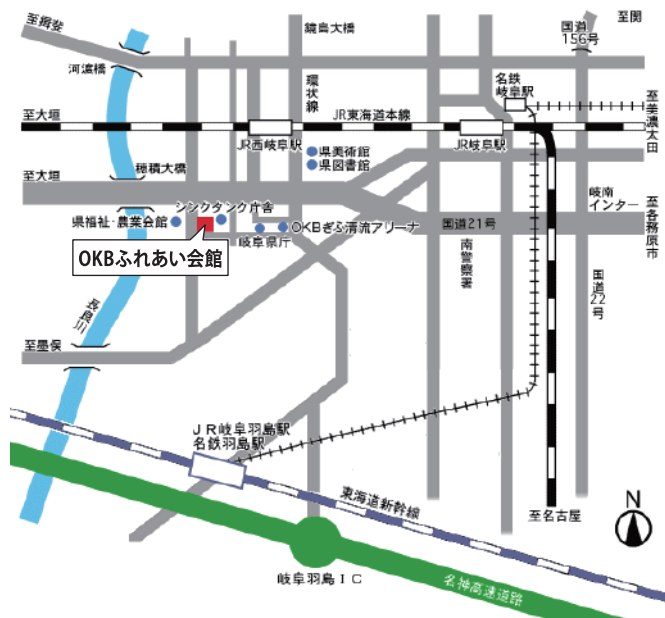 至揖斐
鏡島大橋
国道
156号
至関
河渡橋
環状線
名鉄
岐阜駅
至大垣
JR東海道本線
至美濃太田
JR西岐阜駅
JR岐阜駅
県美術館
県図書館
穂積大橋
至大垣
岐南
インター
至各務原市
シンクタンク庁舎
県福祉・農業会館
OKBぎふ清流アリーナ
国道21号
岐阜県庁
南警察署
OKBふれあい会館
国道22号
長良川
至墨俣
JR岐阜羽島駅
名鉄羽島駅
東海道新幹線
至名古屋
N
岐阜羽島IC
名神高速道路